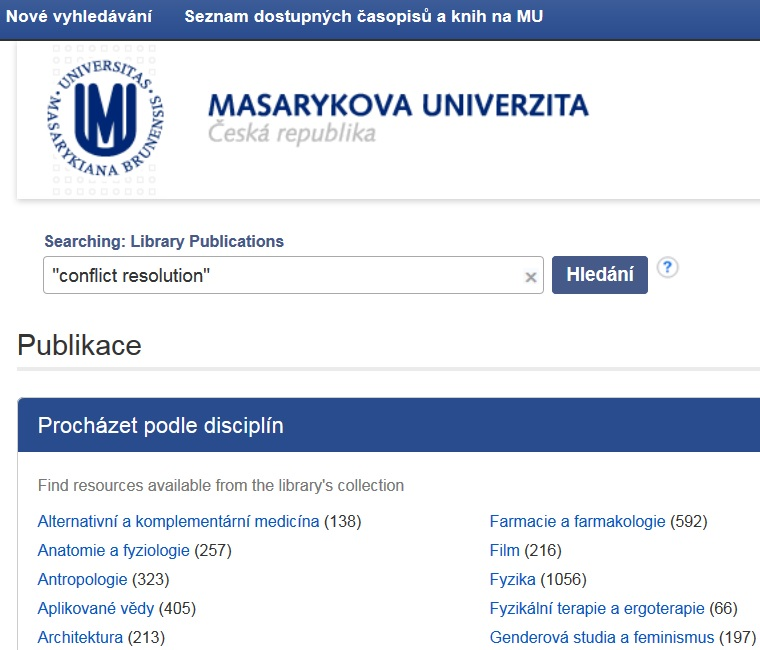 Nové vyhledávání Seznam dostupných časopisů a knih na MU
UNIVERSITAS MASARYKIANA BRUNENSIS
MASARYKOVA UNIVERZITA
Česká republika
Searching: Library Publications
"conflict resolution" × Hledání ?
Publikace
Procházet podle disciplín
Find resources available from the library's collection
Alternativní a komplementární medicína (138)
Anatomie a fyziologie (257)
Antropologie (323)
Aplikované vědy (405)
Architektura (213)
Farmacie a farmakologie (592)
Film (216)
Fyzika (1056)
Fyzikální terapie a ergoterapie (66)
Genderová studia a feminismus (197)